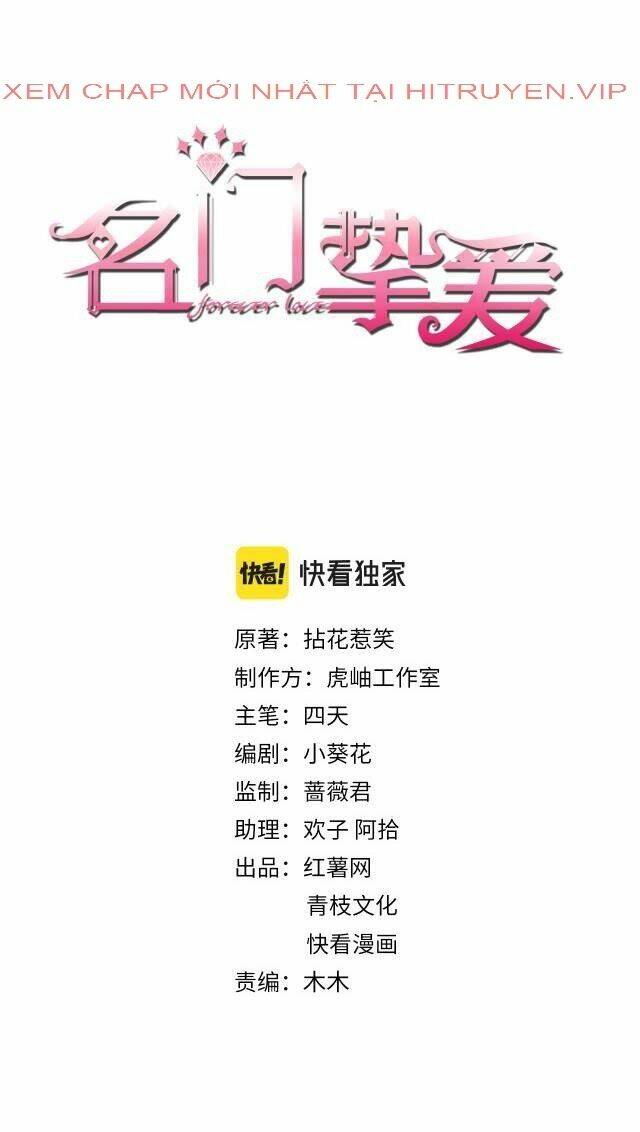 XEM CHAP MỚI NHẤT TẠI HITRUYEN.VIP
名门挚爱
forever love
快看! 快看独家
原著：拈花惹笑
制作方：虎岫工作室
主笔：四天
编剧：小葵花
监制：蔷薇君
助理：欢子 阿拾
出品：红薯网
青枝文化
快看漫画
责编：木木